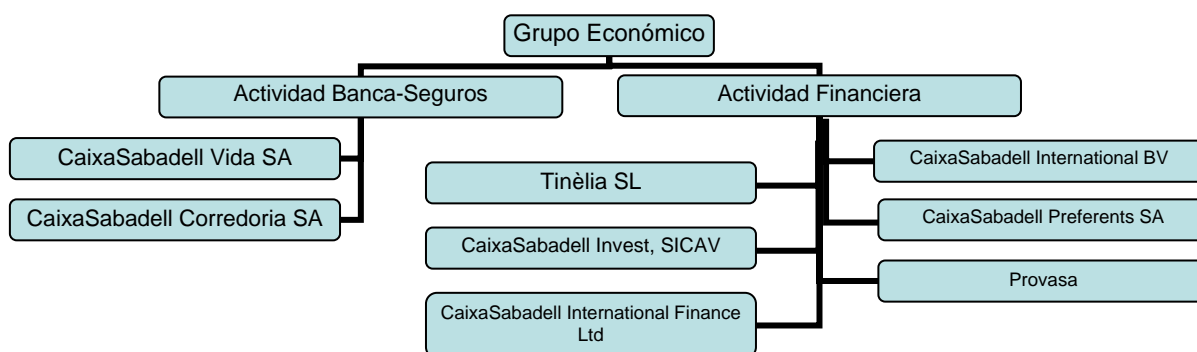 Grupo Económico
Actividad Banca-Seguros
Actividad Financiera
CaixaSabadell Vida SA
CaixaSabadell Corredoria SA
Tinèlia SL
CaixaSabadell Invest, SICAV
CaixaSabadell International Finance
Ltd
CaixaSabadell International BV
CaixaSabadell Preferents SA
Provasa